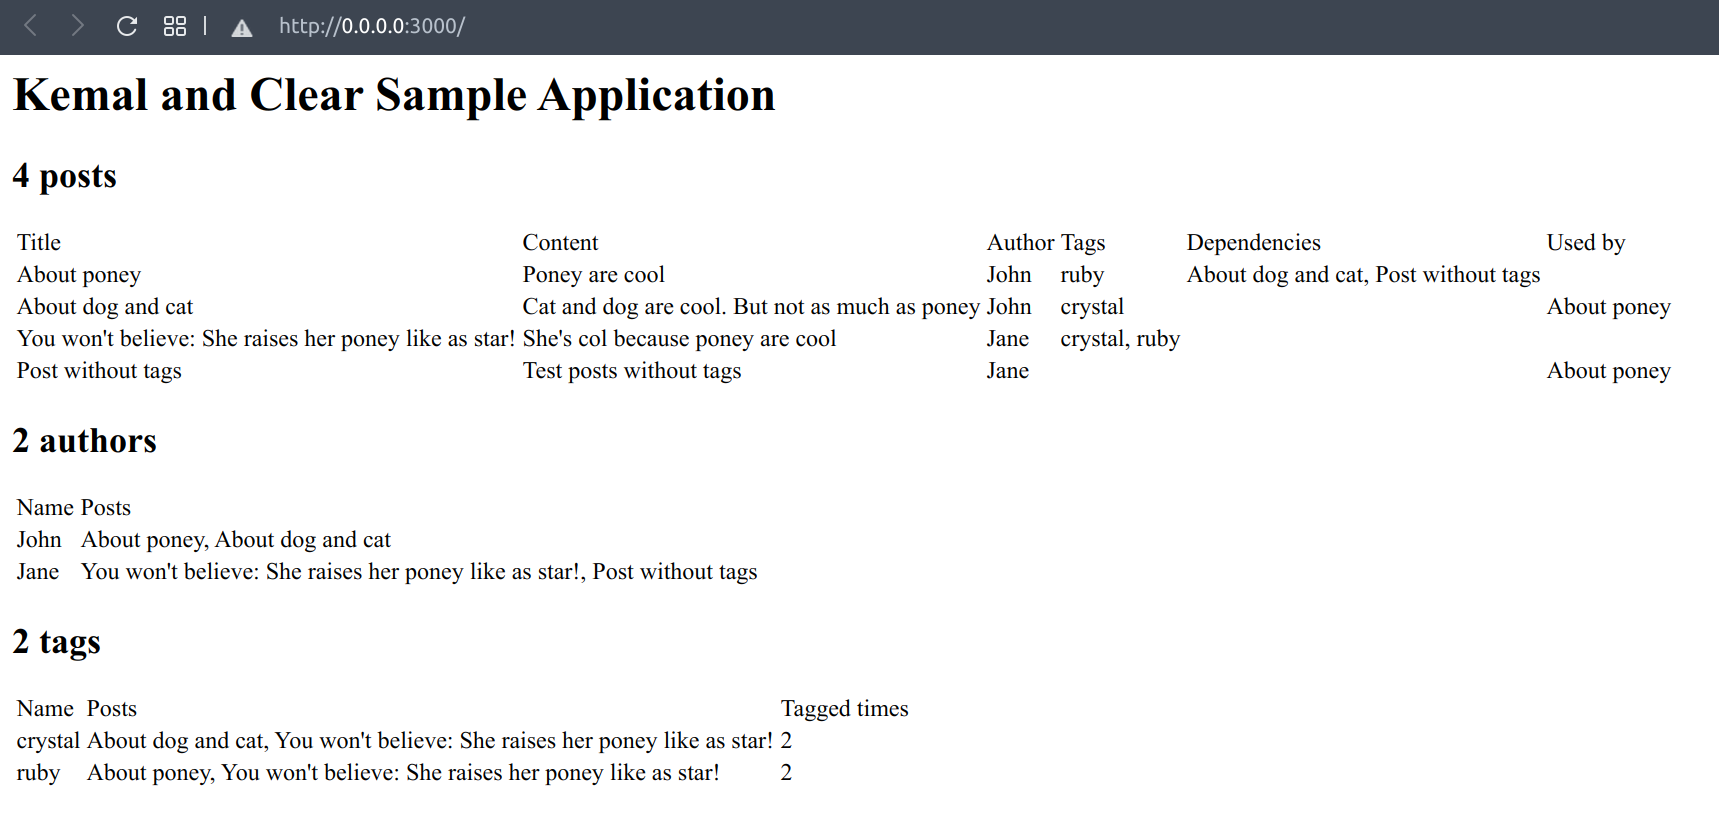 http://0.0.0.0:3000/
Kemal and Clear Sample Application
4 posts
Title Content Author Tags Dependencies Used by
About poney Poney are cool John ruby About dog and cat, Post without tags
About dog and cat Cat and dog are cool. But not as much as poney John crystal About poney
You won't believe: She raises her poney like as star! She's col because poney are cool Jane crystal, ruby
Post without tags Test posts without tags Jane About poney
2 authors
Name Posts
John About poney, About dog and cat
Jane You won't believe: She raises her poney like as star!, Post without tags
2 tags
Name Posts Tagged times
crystal About dog and cat, You won't believe: She raises her poney like as star! 2
ruby About poney, You won't believe: She raises her poney like as star! 2